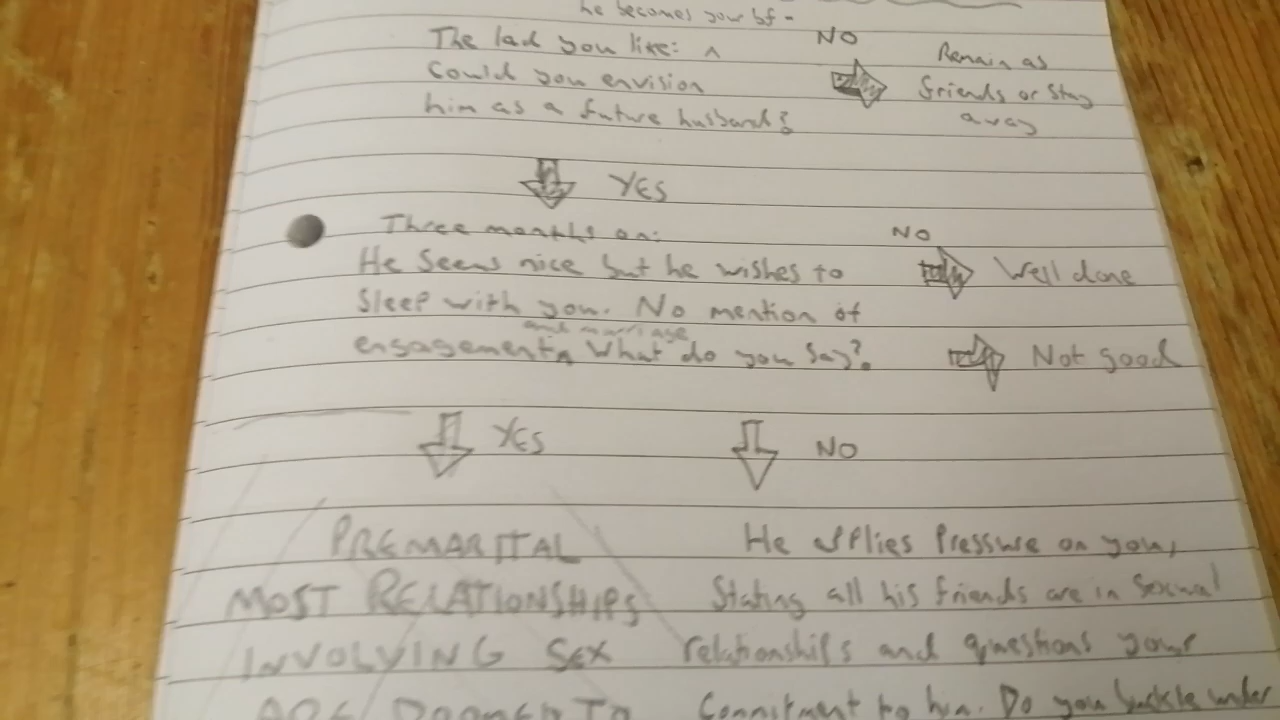 he becomes your bf -
The lad you like: ^ NO Remain as
Could you envision friends or stay
him as a future husband? away
YES
Three months on: NO
He seems nice but he wishes to Well done
sleep with you. No mention of
and marriage
engagement^ What do you say? Not good
YES NO
PREMARITAL He applies pressure on you,
MOST RELATIONSHIPS Stating all his friends are in sexual
INVOLYING SEX relationships and questions your
ARE DOOMED TO Commitment to him. Do you buckle under